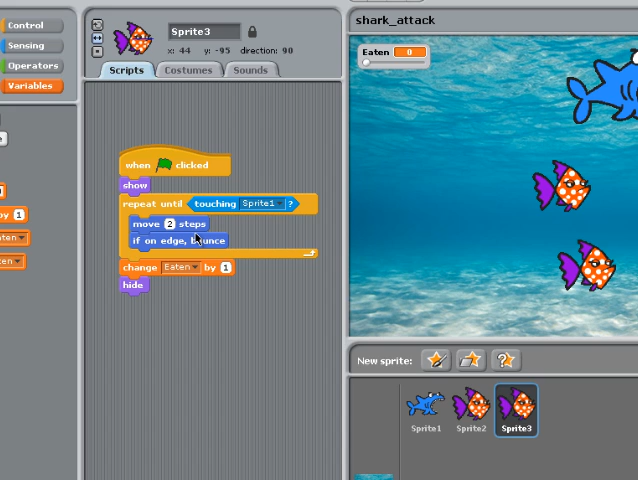 Control
Sensing
Operators
Variables
by 1
Sprite3
x: 44 y: -95 direction: 90
Scripts
Costumes
Sounds
when clicked
show
repeat until touching Sprite1 ?
move 2 steps
if on edge, bounce
change Eaten by 1
hide
shark_attack
Eaten 0
New sprite:
Sprite1
Sprite2
Sprite3